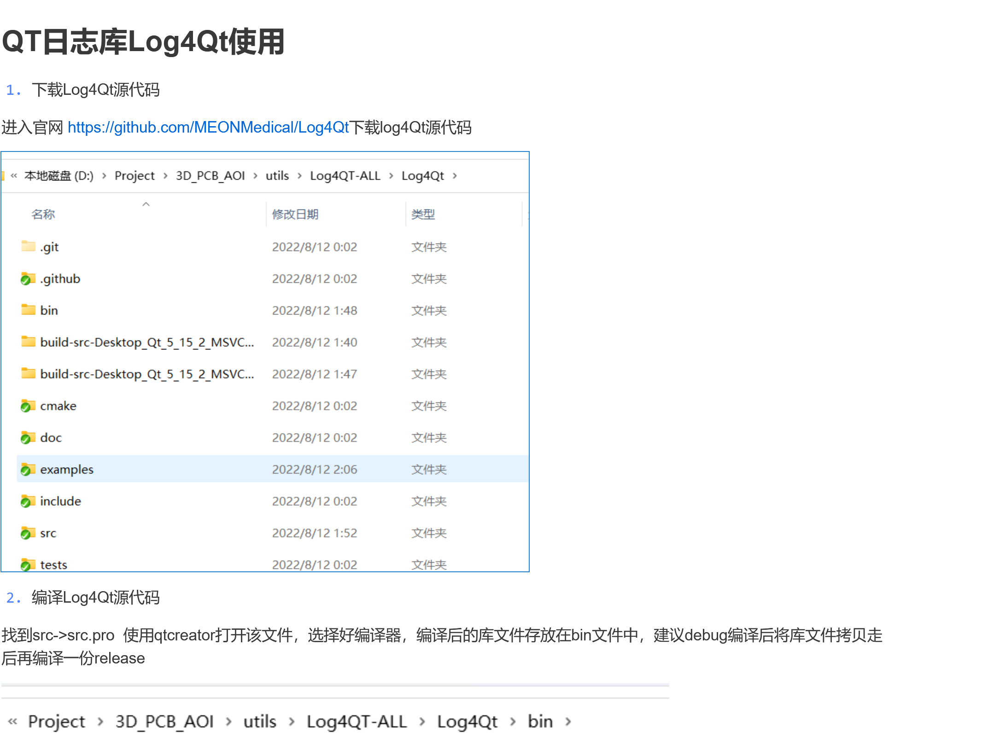 QT日志库Log4Qt使用
1. 下载Log4Qt源代码
进入官网 https://github.com/MEONMedical/Log4Qt下载log4Qt源代码
« 本地磁盘 (D:) > Project > 3D_PCB_AOI > utils > Log4QT-ALL > Log4Qt >
名称 修改日期 类型
.git 2022/8/12 0:02 文件夹
.github 2022/8/12 0:02 文件夹
bin 2022/8/12 1:48 文件夹
build-src-Desktop_Qt_5_15_2_MSVC... 2022/8/12 1:40 文件夹
build-src-Desktop_Qt_5_15_2_MSVC... 2022/8/12 1:47 文件夹
cmake 2022/8/12 0:02 文件夹
doc 2022/8/12 0:02 文件夹
examples 2022/8/12 2:06 文件夹
include 2022/8/12 0:02 文件夹
src 2022/8/12 1:52 文件夹
tests 2022/8/12 0:02 文件夹
2. 编译Log4Qt源代码
找到src->src.pro 使用qtcreator打开该文件，选择好编译器，编译后的库文件存放在bin文件中，建议debug编译后将库文件拷贝走
后再编译一份release
« Project > 3D_PCB_AOI > utils > Log4QT-ALL > Log4Qt > bin >